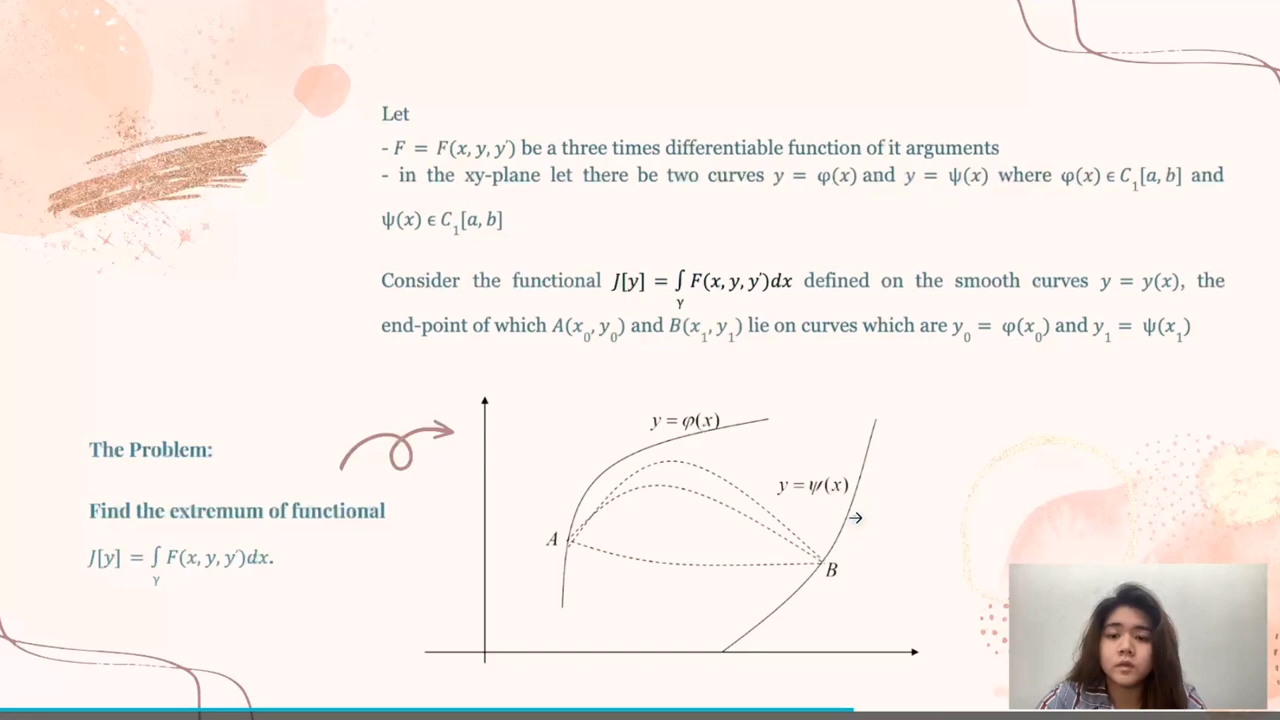 Let
- F = F(x, y, y') be a three times differentiable function of it arguments
- in the xy-plane let there be two curves y = φ(x) and y = ψ(x) where φ(x) ϵ C₁[a, b] and
ψ(x) ϵ C₁[a, b]
Consider the functional J[y] = ∫ F(x, y, y')dx defined on the smooth curves y = y(x), the
γ
end-point of which A(x₀, y₀) and B(x₁, y₁) lie on curves which are y₀ = φ(x₀) and y₁ = ψ(x₁)
The Problem:
Find the extremum of functional
J[y] = ∫ F(x, y, y')dx.
γ
y = φ(x)
y = ψ(x)
A
B